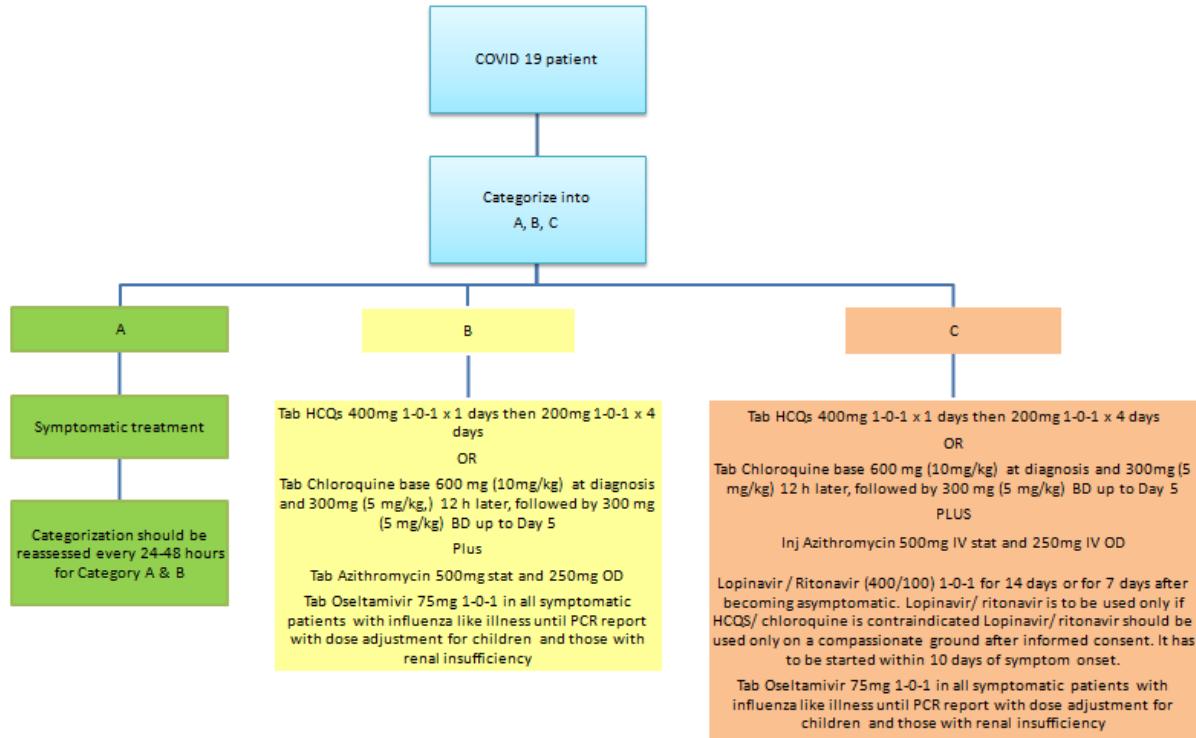 COVID 19 patient
Categorize into
A, B, C
A
Symptomatic treatment
Categorization should be
reassessed every 24-48 hours
for Category A & B
B
Tab HCQs 400mg 1-0-1 x 1 days then 200mg 1-0-1 x 4
days
OR
Tab Chloroquine base 600 mg (10mg/kg) at diagnosis
and 300mg (5 mg/kg,) 12 h later, followed by 300 mg
(5 mg/kg) BD up to Day 5
Plus
Tab Azithromycin 500mg stat and 250mg OD
Tab Oseltamivir 75mg 1-0-1 in all symptomatic
patients with influenza like illness until PCR report
with dose adjustment for children and those with
renal insufficiency
C
Tab HCQs 400mg 1-0-1 x 1 days then 200mg 1-0-1 x 4 days
OR
Tab Chloroquine base 600 mg (10mg/kg) at diagnosis and 300mg (5
mg/kg) 12 h later, followed by 300 mg (5 mg/kg) BD up to Day 5
PLUS
Inj Azithromycin 500mg IV stat and 250mg IV OD
Lopinavir / Ritonavir (400/100) 1-0-1 for 14 days or for 7 days after
becoming asymptomatic. Lopinavir/ ritonavir is to be used only if
HCQS/ chloroquine is contraindicated Lopinavir/ ritonavir should be
used only on a compassionate ground after informed consent. It has
to be started within 10 days of symptom onset.
Tab Oseltamivir 75mg 1-0-1 in all symptomatic patients with
influenza like illness until PCR report with dose adjustment for
children and those with renal insufficiency